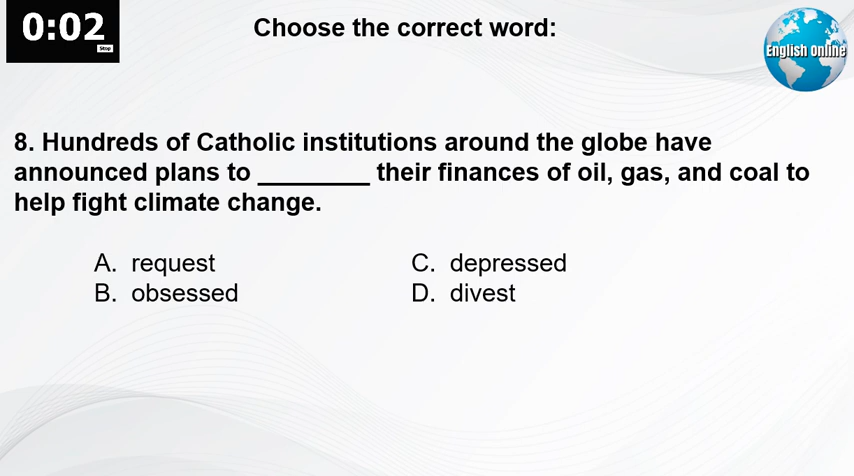 0:02
Stop
Choose the correct word:
English Online
8. Hundreds of Catholic institutions around the globe have
announced plans to ________ their finances of oil, gas, and coal to
help fight climate change.
A. request
B. obsessed
C. depressed
D. divest